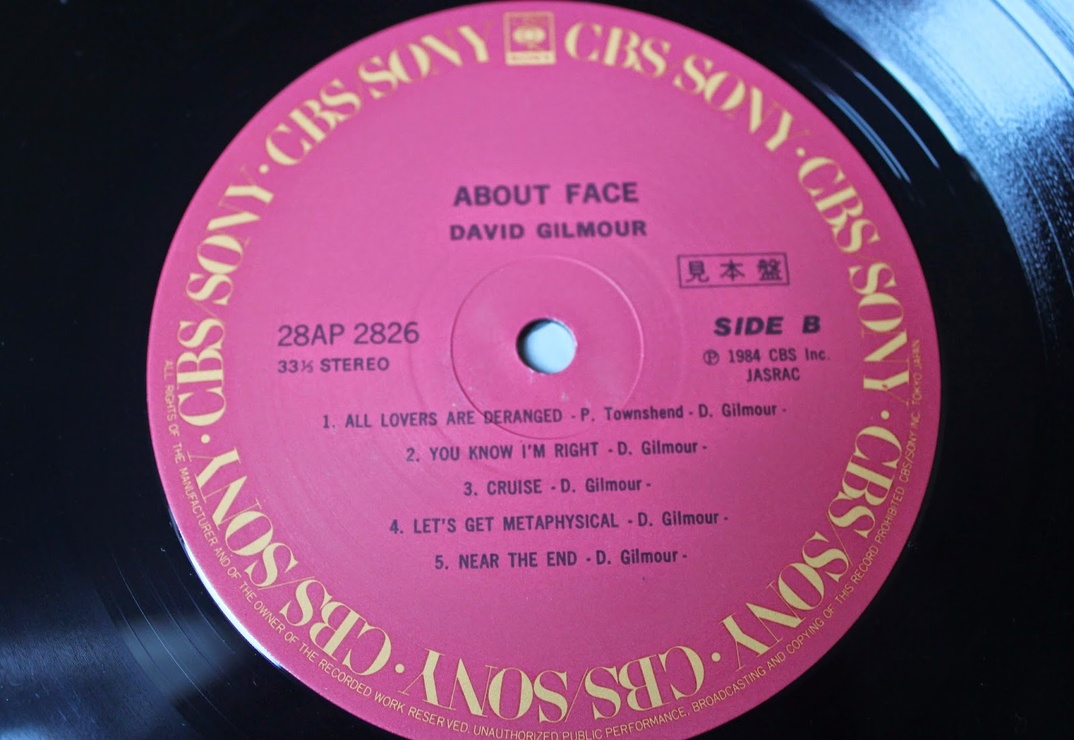 CBS/SONY · CBS/SONY · CBS/SONY · CBS/SONY · CBS/SONY · CBS/SONY · CBS/SONY · CBS SONY · CBS SONY
ABOUT FACE
DAVID GILMOUR
見本盤
28AP 2826
SIDE B
33⅓ STEREO
Ⓟ 1984 CBS Inc.
JASRAC
1. ALL LOVERS ARE DERANGED - P. Townshend - D. Gilmour -
2. YOU KNOW I'M RIGHT - D. Gilmour -
3. CRUISE - D. Gilmour -
4. LET'S GET METAPHYSICAL - D. Gilmour -
5. NEAR THE END - D. Gilmour -
ALL RIGHTS OF THE MANUFACTURER AND OF THE OWNER OF THE RECORDED WORK RESERVED. UNAUTHORIZED PUBLIC PERFORMANCE, BROADCASTING AND COPYING OF THIS RECORD PROHIBITED CBS/SONY INC. TOKYO JAPAN